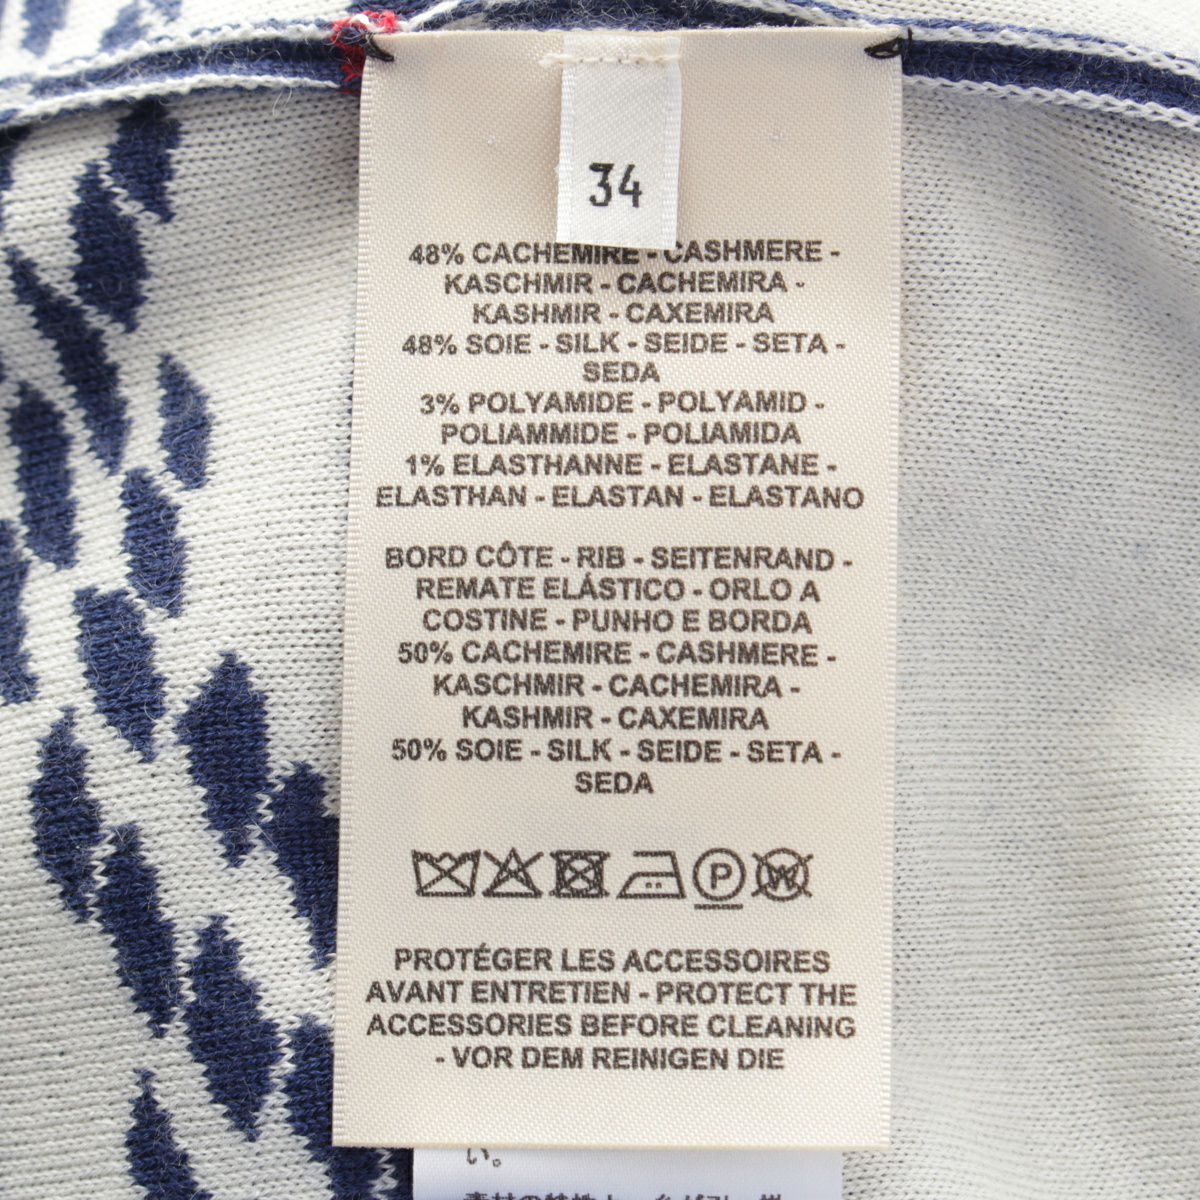 34
48% CACHEMIRE - CASHMERE -
KASCHMIR - CACHEMIRA -
KASHMIR - CAXEMIRA
48% SOIE - SILK - SEIDE - SETA -
SEDA
3% POLYAMIDE - POLYAMID -
POLIAMMIDE - POLIAMIDA
1% ELASTHANNE - ELASTANE -
ELASTHAN - ELASTAN - ELASTANO
BORD CÔTE - RIB - SEITENRAND -
REMATE ELÁSTICO - ORLO A
COSTINE - PUNHO E BORDA
50% CACHEMIRE - CASHMERE -
KASCHMIR - CACHEMIRA -
KASHMIR - CAXEMIRA
50% SOIE - SILK - SEIDE - SETA -
SEDA
P W
PROTÉGER LES ACCESSOIRES
AVANT ENTRETIEN - PROTECT THE
ACCESSORIES BEFORE CLEANING
- VOR DEM REINIGEN DIE
い。